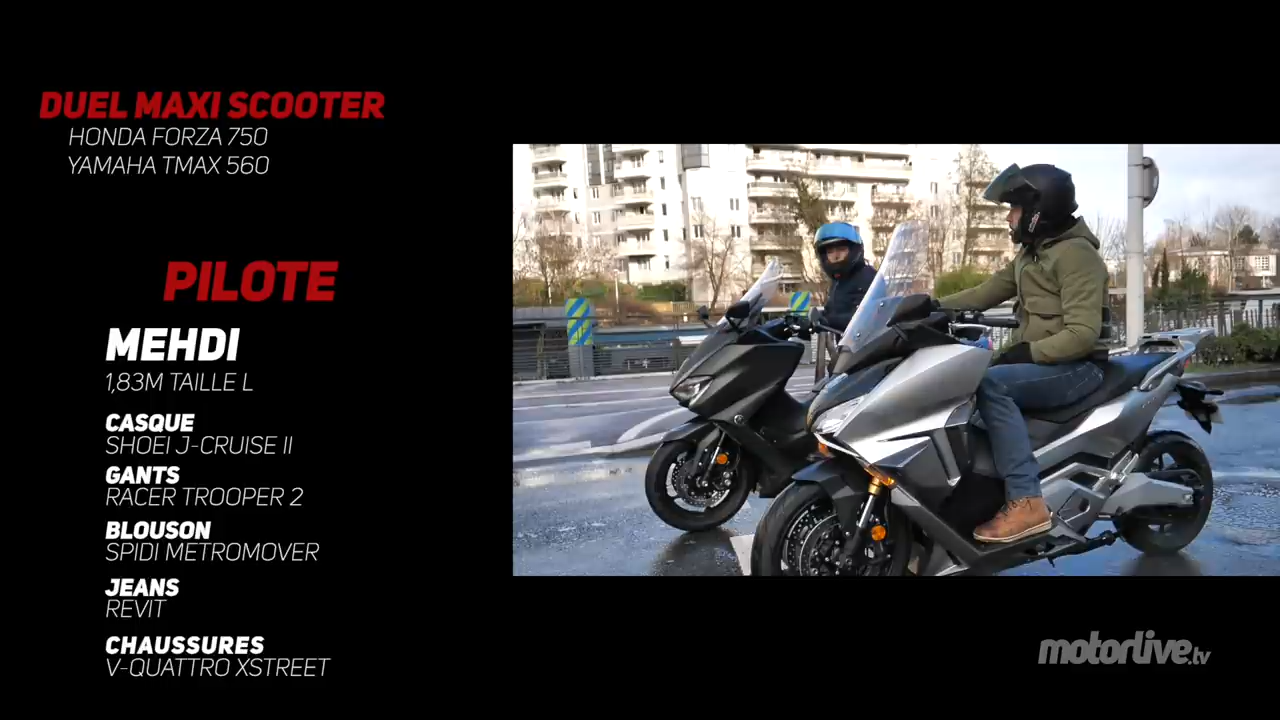 DUEL MAXI SCOOTER
HONDA FORZA 750
YAMAHA TMAX 560
PILOTE
MEHDI
1,83M TAILLE L
CASQUE
SHOEI J-CRUISE II
GANTS
RACER TROOPER 2
BLOUSON
SPIDI METROMOVER
JEANS
REVIT
CHAUSSURES
V-QUATTRO XSTREET
motorlive.tv